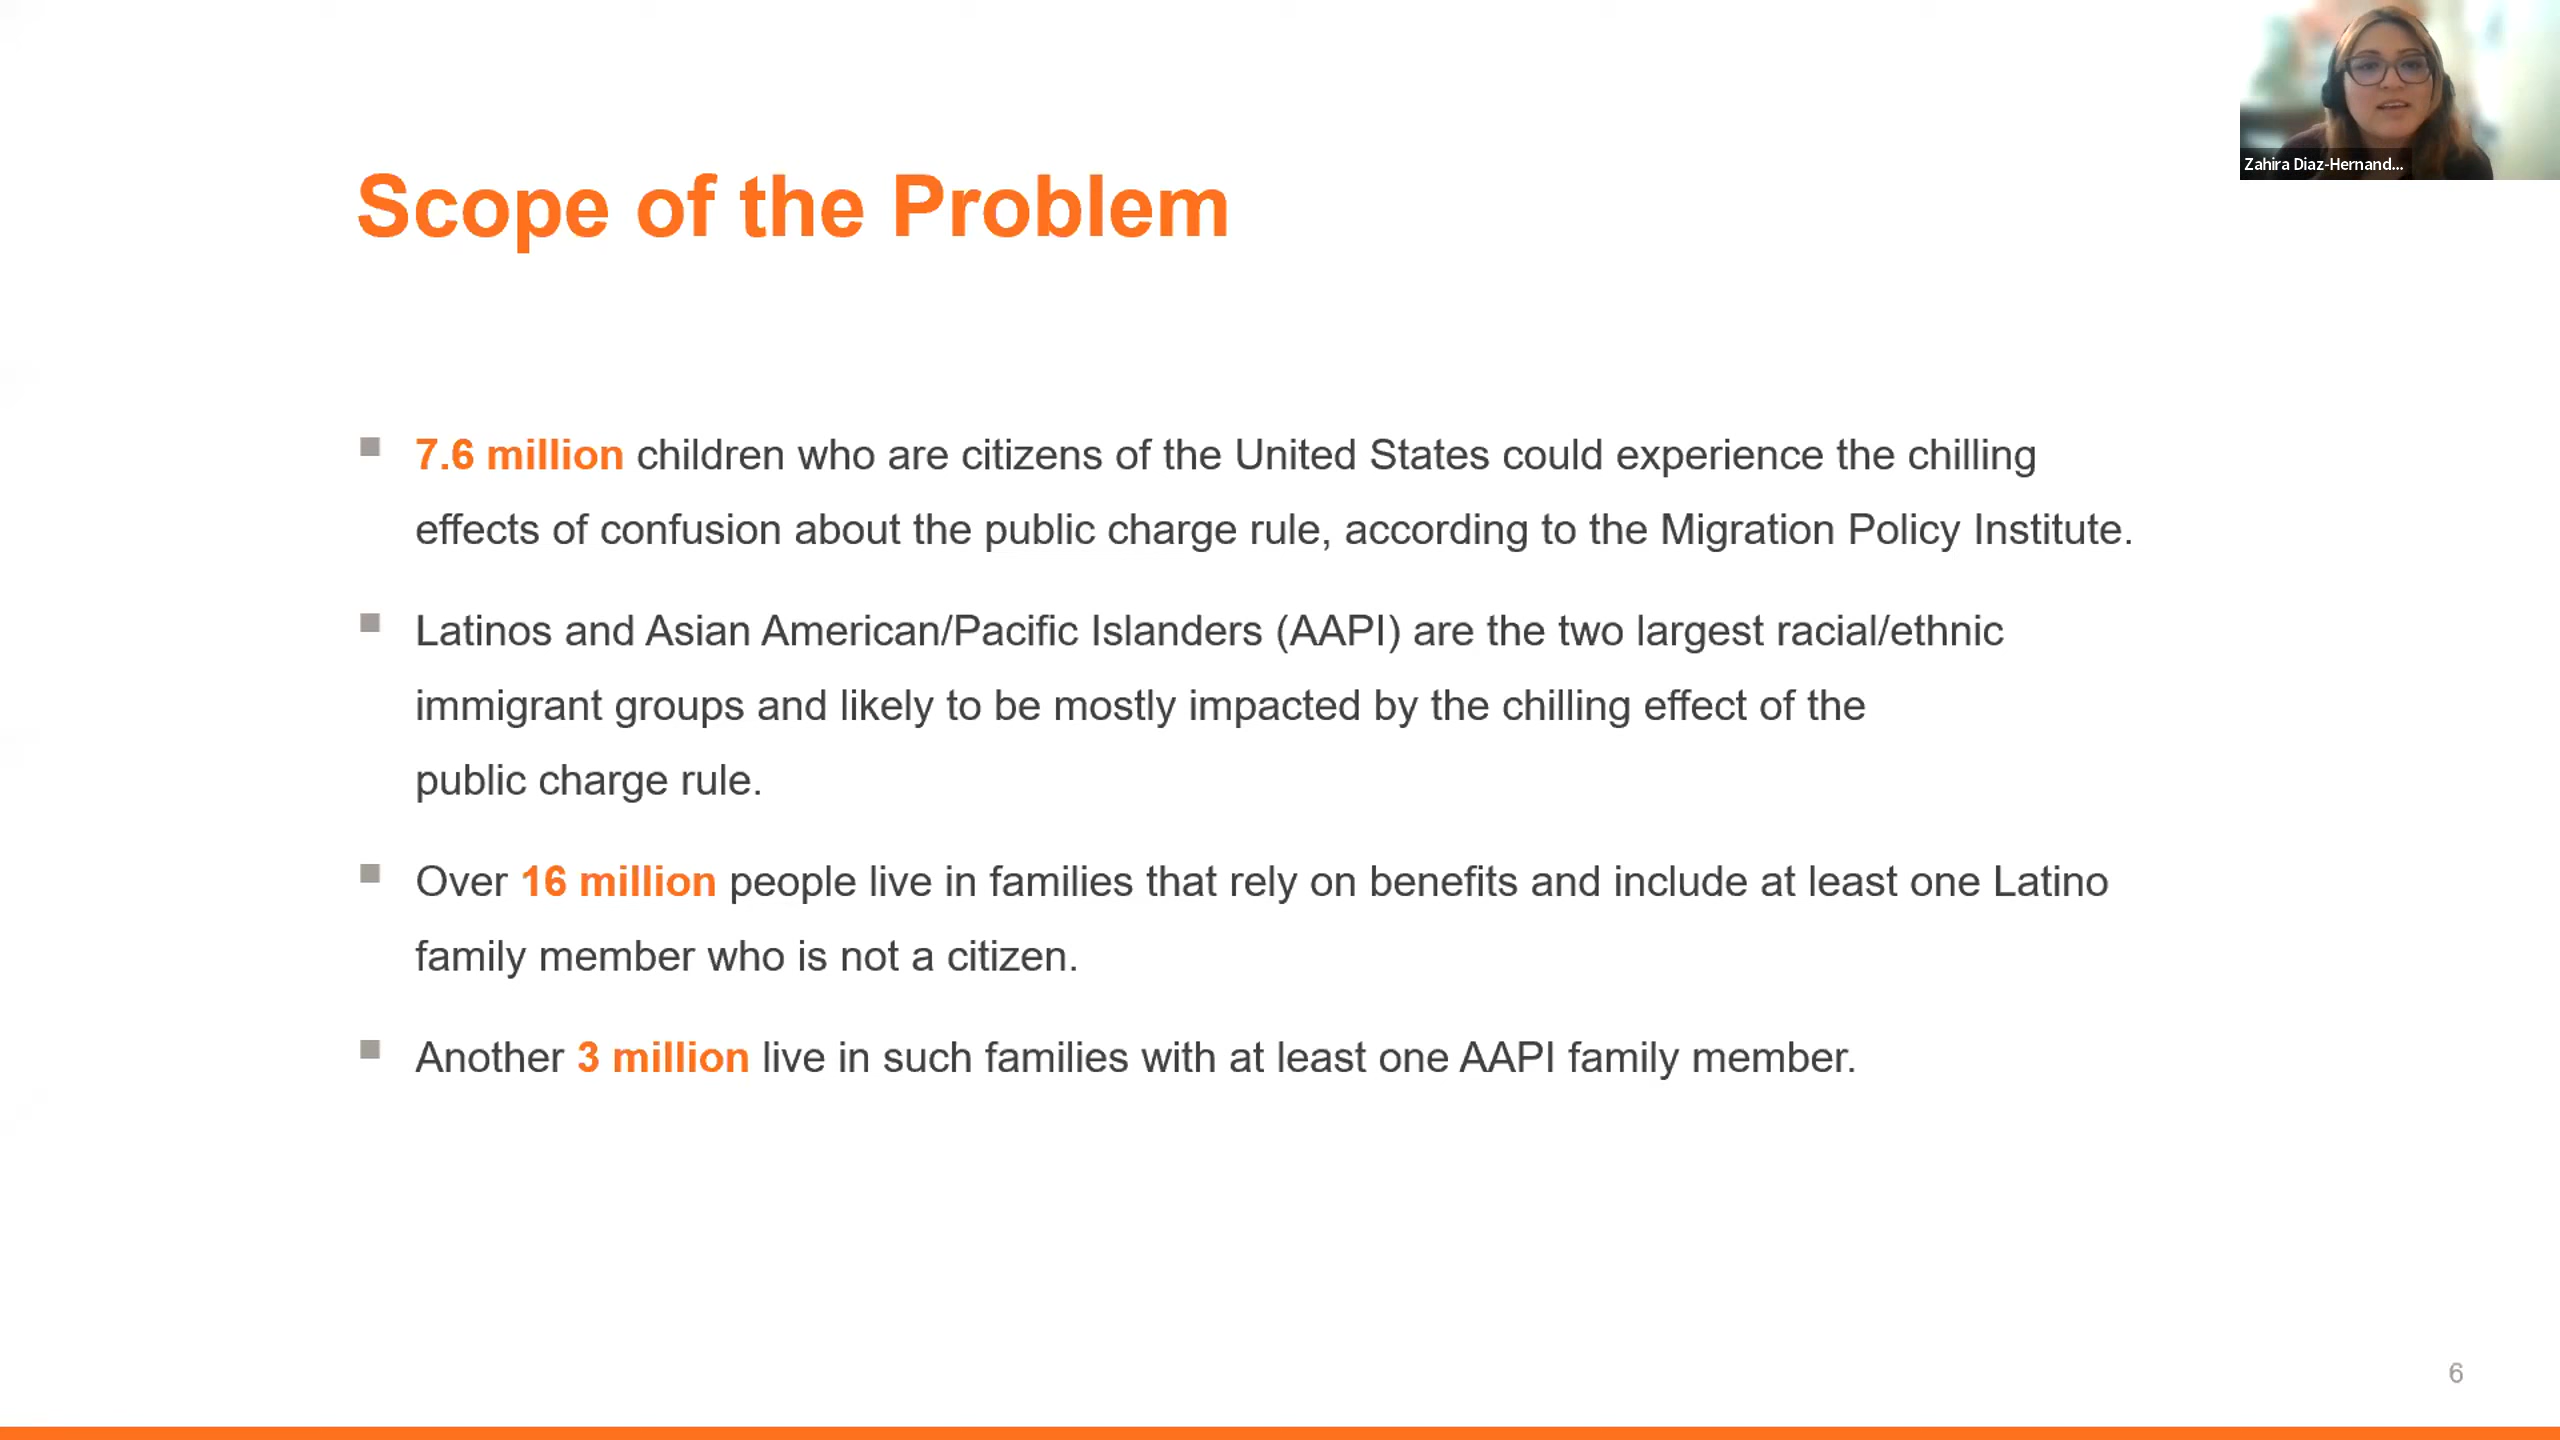 Zahira Diaz-Hernand...
Scope of the Problem
7.6 million children who are citizens of the United States could experience the chilling
effects of confusion about the public charge rule, according to the Migration Policy Institute.
Latinos and Asian American/Pacific Islanders (AAPI) are the two largest racial/ethnic
immigrant groups and likely to be mostly impacted by the chilling effect of the
public charge rule.
Over 16 million people live in families that rely on benefits and include at least one Latino
family member who is not a citizen.
Another 3 million live in such families with at least one AAPI family member.
6